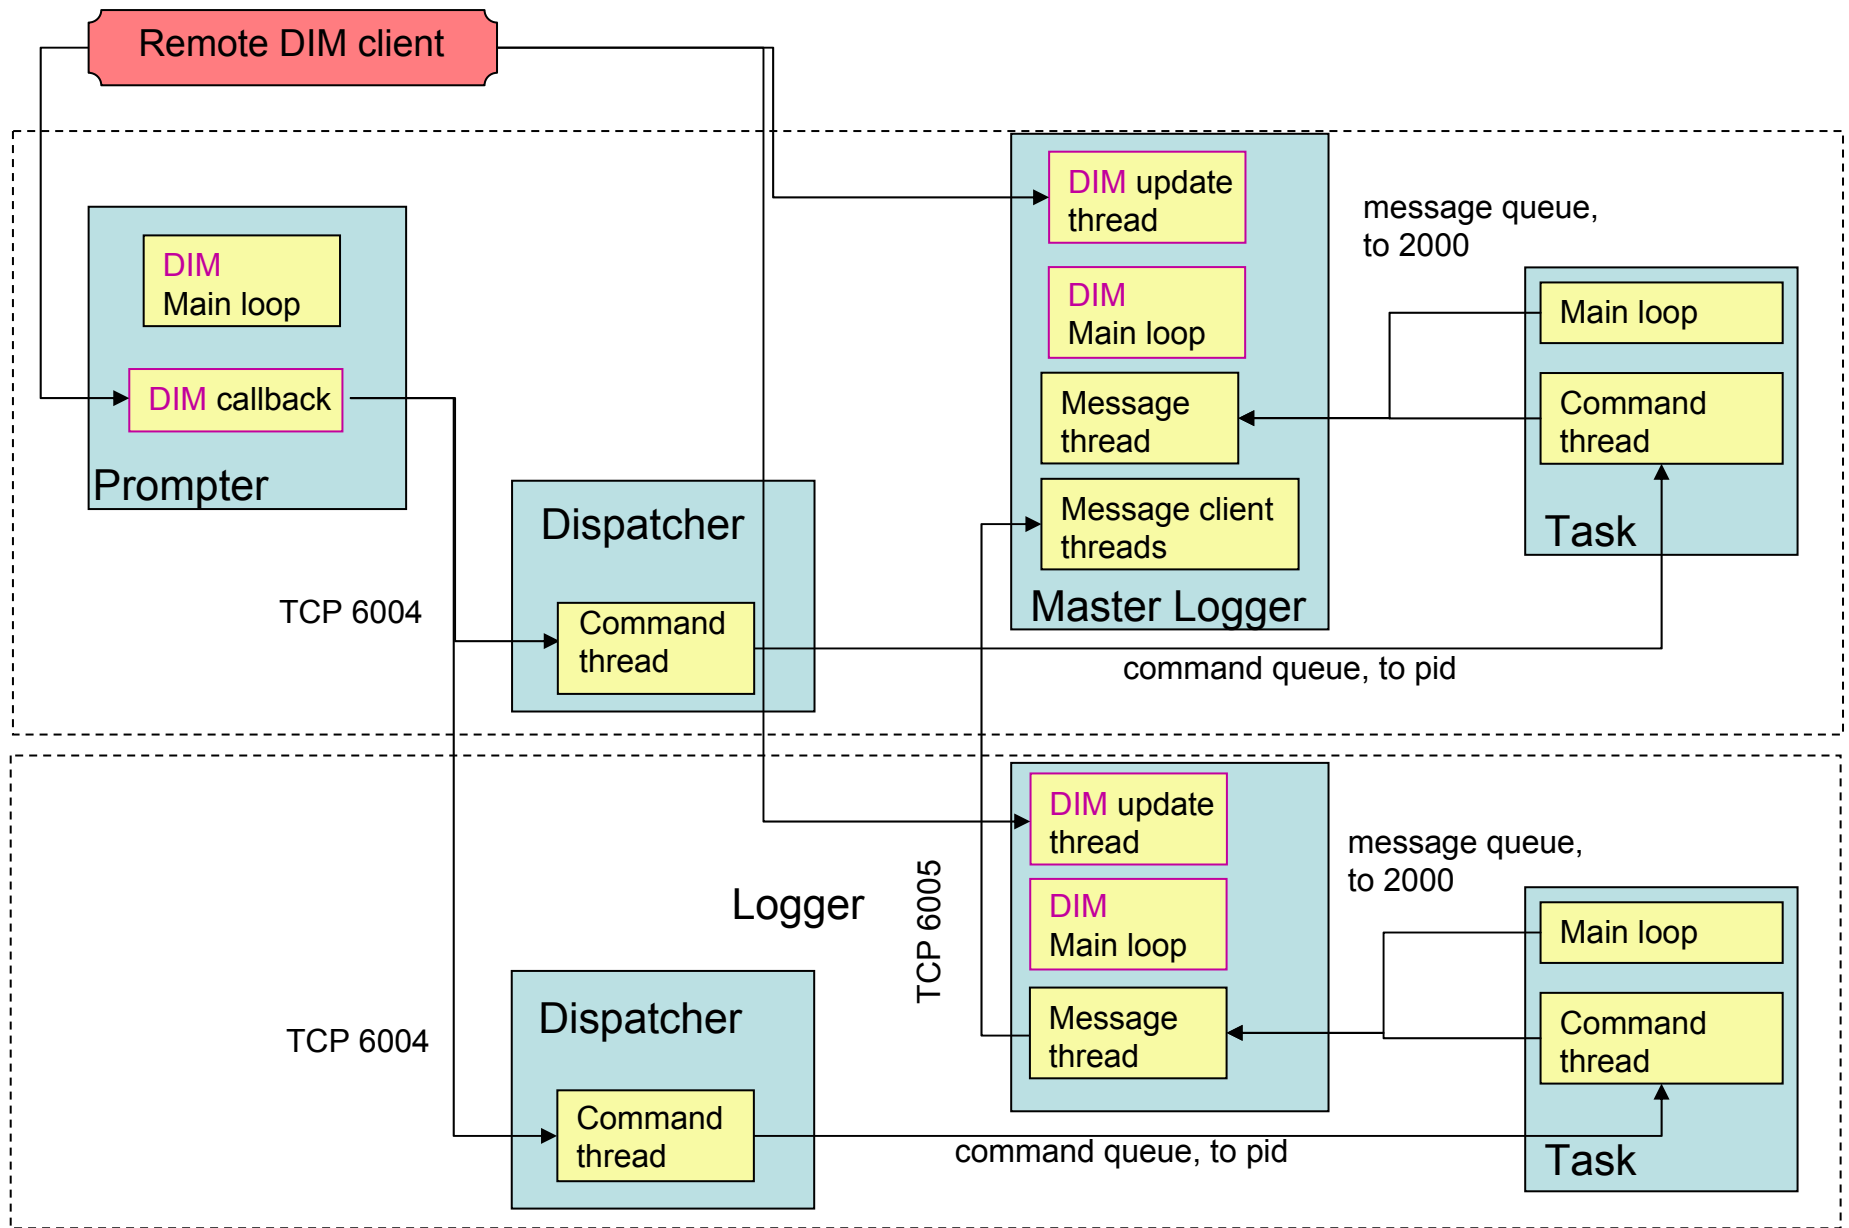 Remote DIM client
DIM
Main loop
DIM callback
Prompter
TCP 6004
Dispatcher
Command
thread
DIM update
thread
DIM
Main loop
Message
thread
Message client
threads
Master Logger
message queue,
to 2000
Main loop
Command
thread
Task
command queue, to pid
TCP 6004
Dispatcher
Command
thread
Logger
TCP 6005
DIM update
thread
DIM
Main loop
Message
thread
message queue,
to 2000
Main loop
Command
thread
Task
command queue, to pid